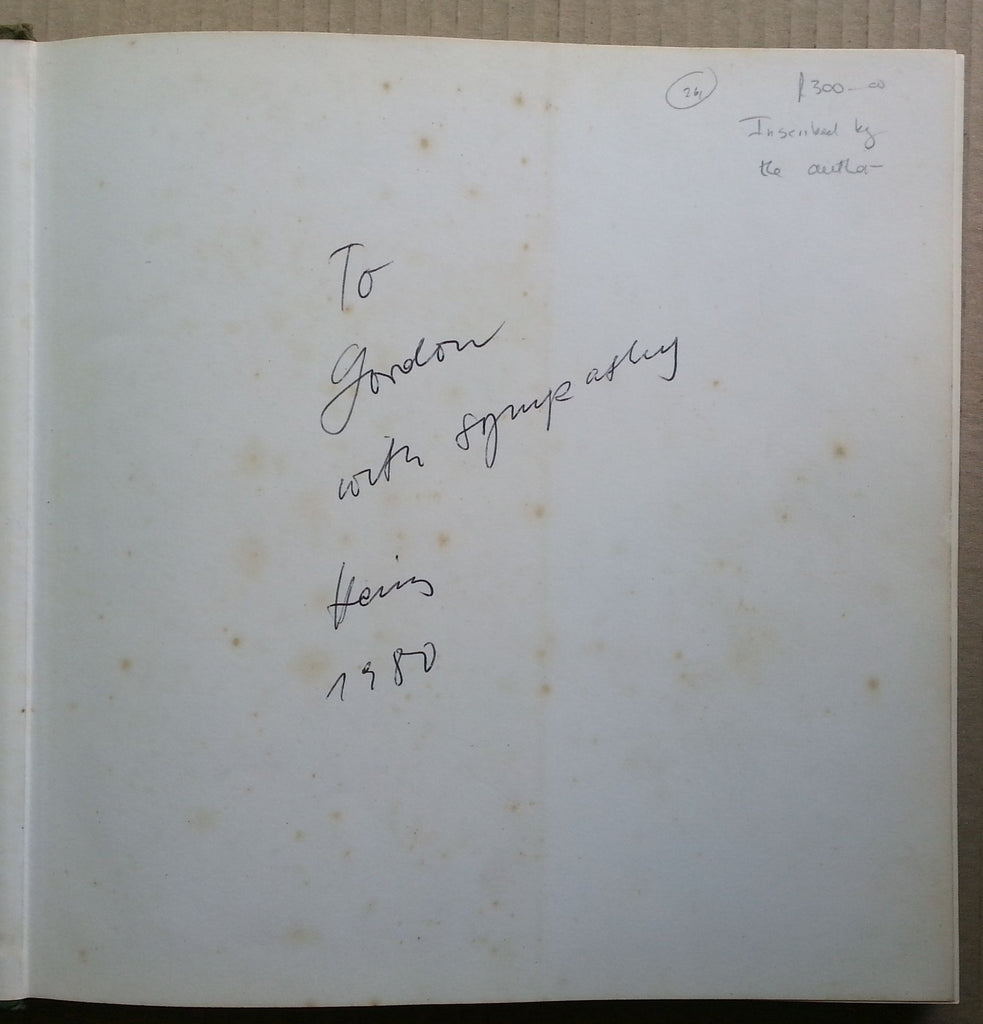 26,
R300-00
Inscribed by
the author
To
Gordon
with sympathy
Heinz
1980